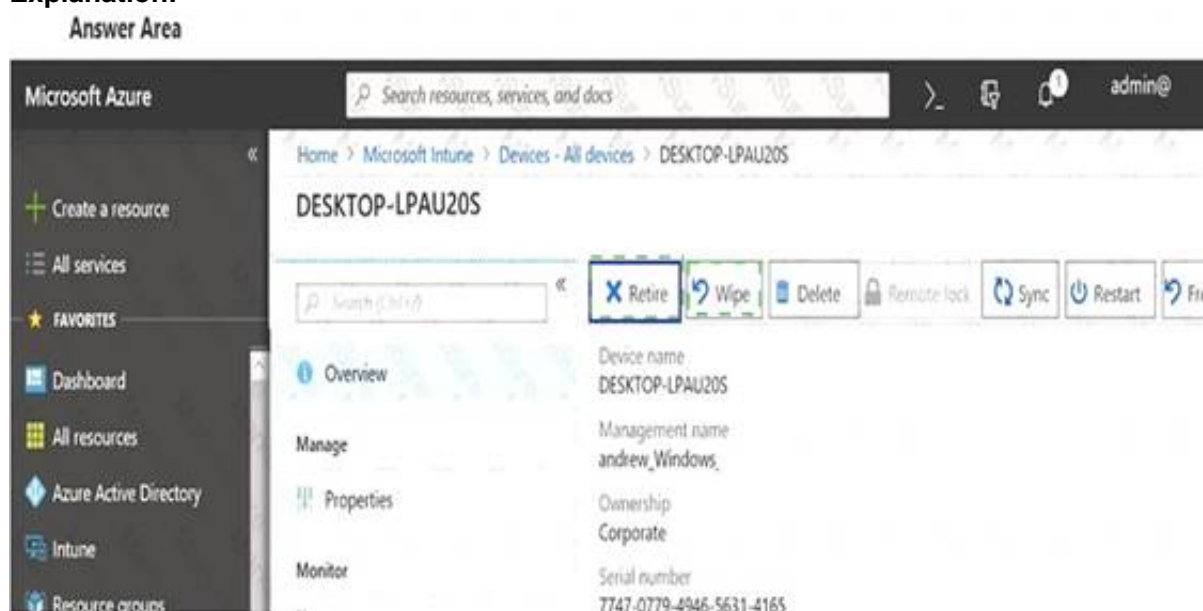 Explanation:
Answer Area
Microsoft Azure
Search resources, services, and docs
1
admin@
Home > Microsoft Intune > Devices - All devices > DESKTOP-LPAU20S
DESKTOP-LPAU20S
Create a resource
All services
FAVORITES
Dashboard
All resources
Azure Active Directory
Intune
Resource groups
Search (Ctrl+/)
Overview
Manage
Properties
Monitor
Retire Wipe Delete Remote lock Sync Restart
Device name
DESKTOP-LPAU20S
Management name
andrew_Windows_
Ownership
Corporate
Serial number
7747-0779-4946-5631-4165